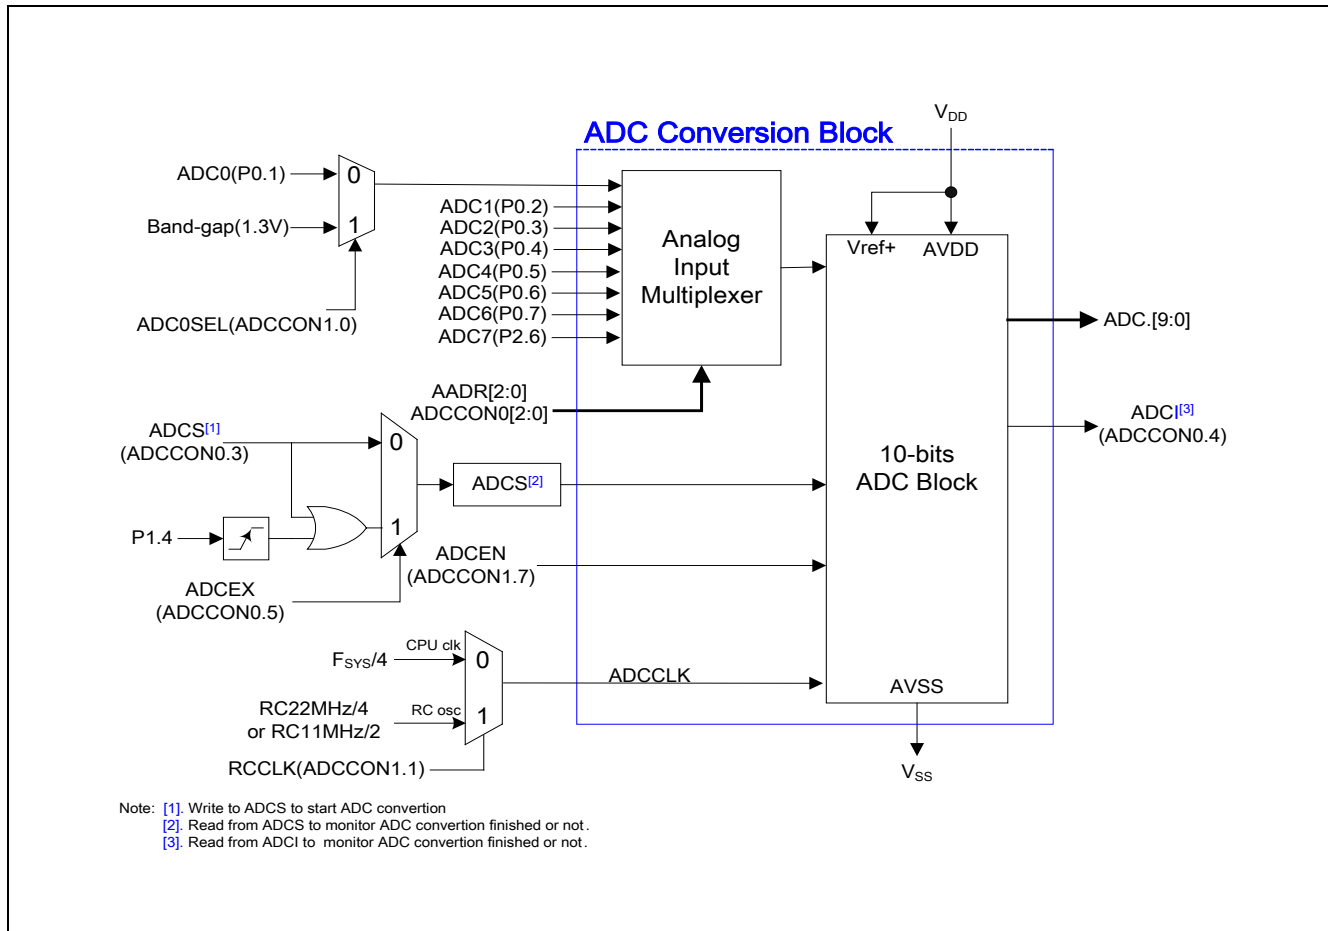 V_DD
ADC Conversion Block
ADC0(P0.1)
0
Band-gap(1.3V)
1
ADC0SEL(ADCCON1.0)
ADC1(P0.2)
ADC2(P0.3)
ADC3(P0.4)
ADC4(P0.5)
ADC5(P0.6)
ADC6(P0.7)
ADC7(P2.6)
Analog
Input
Multiplexer
Vref+
AVDD
ADC.[9:0]
AADR[2:0]
ADCCON0[2:0]
ADCI[3]
(ADCCON0.4)
ADCS[1]
(ADCCON0.3)
0
1
ADCS[2]
10-bits
ADC Block
P1.4
ADCEN
(ADCCON1.7)
ADCEX
(ADCCON0.5)
F_SYS/4
CPU clk
0
ADCCLK
RC22MHz/4
or RC11MHz/2
RC osc
1
RCCLK(ADCCON1.1)
AVSS
V_SS
Note: [1]. Write to ADCS to start ADC convertion
[2]. Read from ADCS to monitor ADC convertion finished or not.
[3]. Read from ADCI to monitor ADC convertion finished or not.